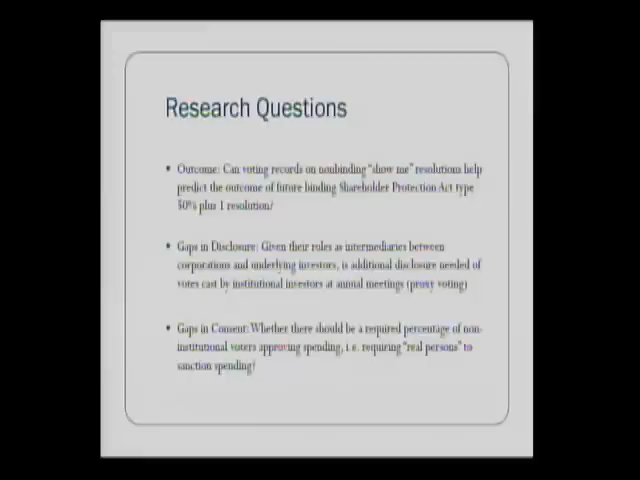 Research Questions
• Outcome: Can voting records on nonbinding "show me" resolutions help
predict the outcome of future binding Shareholder Protection Act type
50% plus 1 resolution?
• Gaps in Disclosure: Given their roles as intermediaries between
corporations and underlying investors, is additional disclosure needed of
votes cast by institutional investors at annual meetings (proxy voting)
• Gaps in Consent: Whether there should be a required percentage of non-
institutional voters approving spending, i.e. requiring "real persons" to
sanction spending?